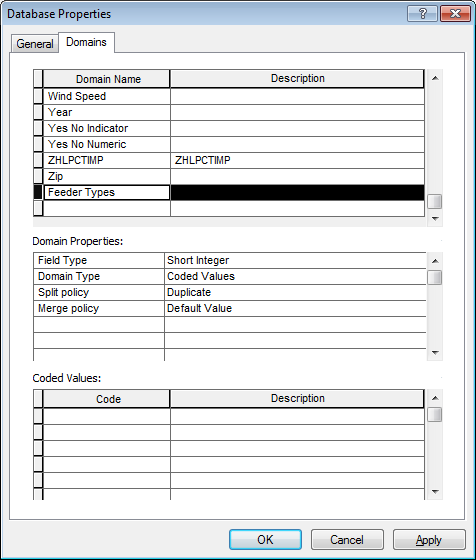 Database Properties
General Domains
Domain Name Description
Wind Speed
Year
Yes No Indicator
Yes No Numeric
ZHLPCTIMP ZHLPCTIMP
Zip
Feeder Types
Domain Properties:
Field Type Short Integer
Domain Type Coded Values
Split policy Duplicate
Merge policy Default Value
Coded Values:
Code Description
OK Cancel Apply